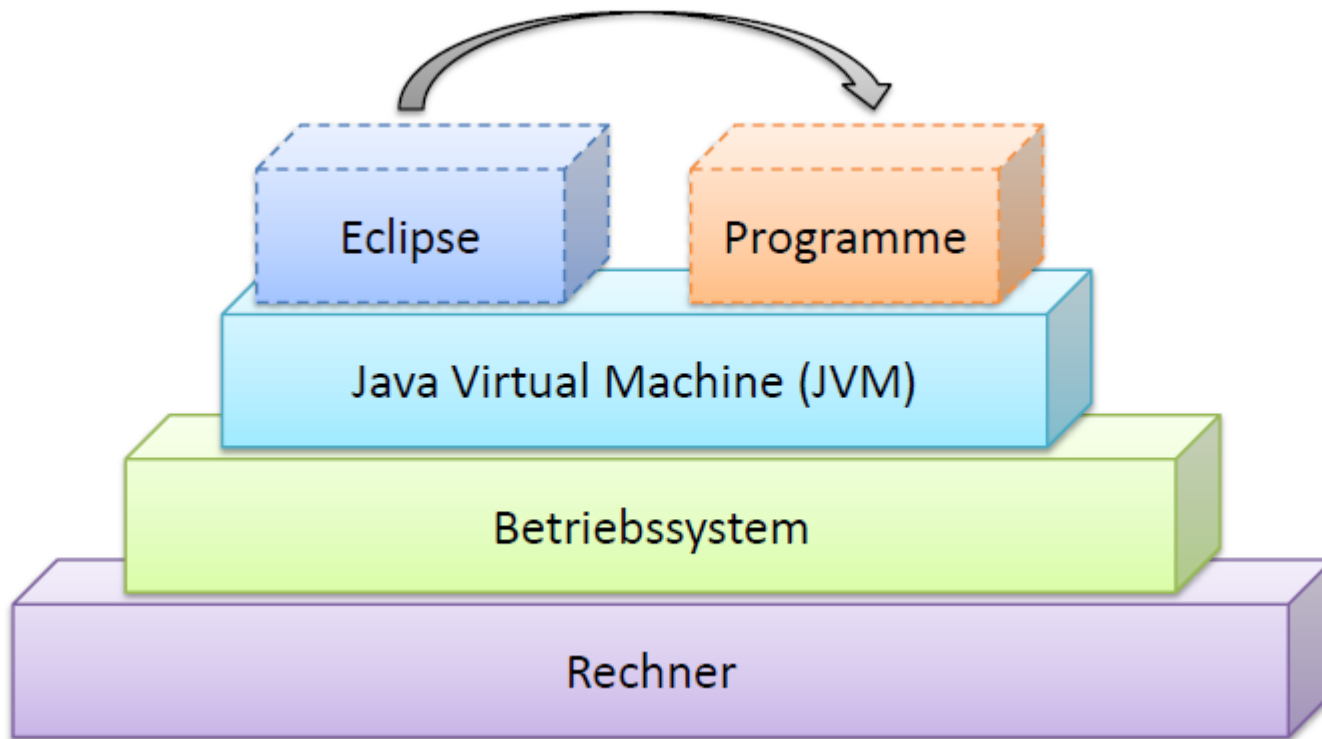 Eclipse
Programme
Java Virtual Machine (JVM)
Betriebssystem
Rechner